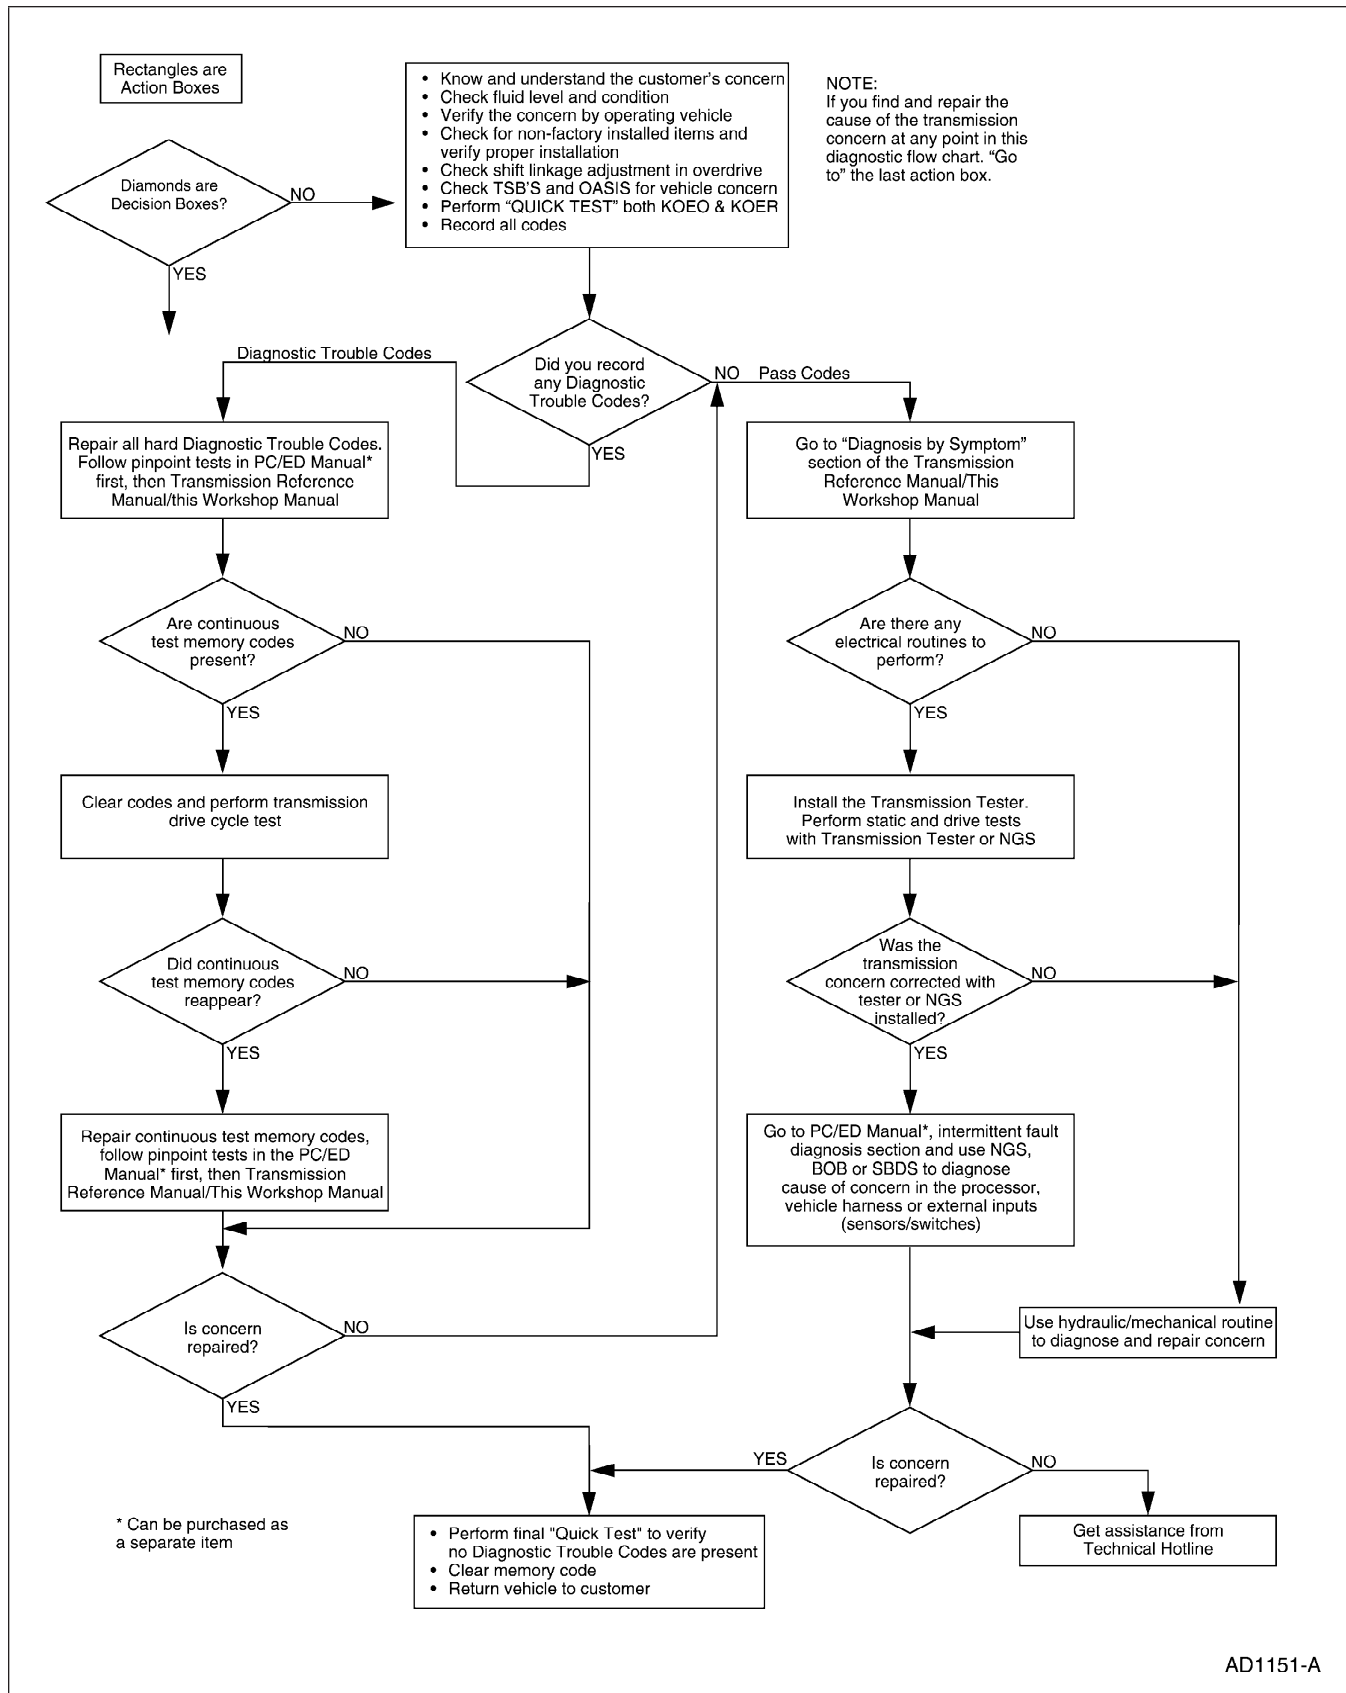 Rectangles are
Action Boxes
Diamonds are
Decision Boxes?
NO
YES
• Know and understand the customer's concern
• Check fluid level and condition
• Verify the concern by operating vehicle
• Check for non-factory installed items and
verify proper installation
• Check shift linkage adjustment in overdrive
• Check TSB'S and OASIS for vehicle concern
• Perform “QUICK TEST” both KOEO & KOER
• Record all codes
NOTE:
If you find and repair the
cause of the transmission
concern at any point in this
diagnostic flow chart. “Go
to” the last action box.
Did you record
any Diagnostic
Trouble Codes?
Diagnostic Trouble Codes
YES
NO Pass Codes
Repair all hard Diagnostic Trouble Codes.
Follow pinpoint tests in PC/ED Manual*
first, then Transmission Reference
Manual/this Workshop Manual
Are continuous
test memory codes
present?
NO
YES
Clear codes and perform transmission
drive cycle test
Did continuous
test memory codes
reappear?
NO
YES
Repair continuous test memory codes,
follow pinpoint tests in the PC/ED
Manual* first, then Transmission
Reference Manual/This Workshop Manual
Is concern
repaired?
NO
YES
Go to “Diagnosis by Symptom”
section of the Transmission
Reference Manual/This
Workshop Manual
Are there any
electrical routines to
perform?
NO
YES
Install the Transmission Tester.
Perform static and drive tests
with Transmission Tester or NGS
Was the
transmission
concern corrected with
tester or NGS
installed?
NO
YES
Go to PC/ED Manual*, intermittent fault
diagnosis section and use NGS,
BOB or SBDS to diagnose
cause of concern in the processor,
vehicle harness or external inputs
(sensors/switches)
Use hydraulic/mechanical routine
to diagnose and repair concern
Is concern
repaired?
YES
NO
Get assistance from
Technical Hotline
• Perform final "Quick Test" to verify
no Diagnostic Trouble Codes are present
• Clear memory code
• Return vehicle to customer
* Can be purchased as
a separate item
AD1151-A